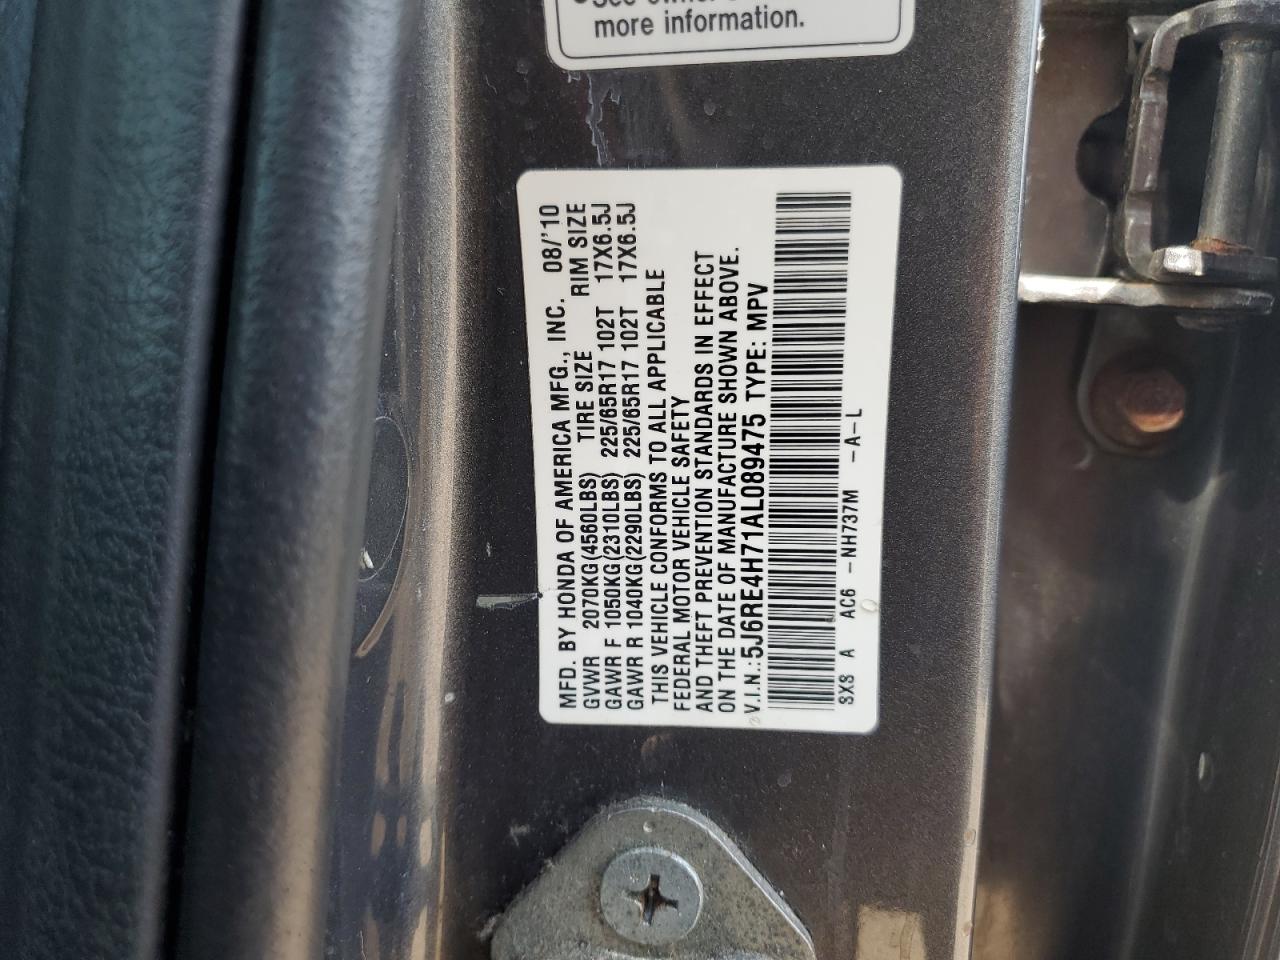 more information.
MFD. BY HONDA OF AMERICA MFG., INC. 08/'10
GVWR 2070KG(4560LBS) TIRE SIZE RIM SIZE
GAWR F 1050KG(2310LBS) 225/65R17 102T 17X6.5J
GAWR R 1040KG(2290LBS) 225/65R17 102T 17X6.5J
THIS VEHICLE CONFORMS TO ALL APPLICABLE
FEDERAL MOTOR VEHICLE SAFETY
AND THEFT PREVENTION STANDARDS IN EFFECT
ON THE DATE OF MANUFACTURE SHOWN ABOVE.
V.I.N.:5J6RE4H71AL089475 TYPE: MPV
SXS A AC6 -NH737M -A-L